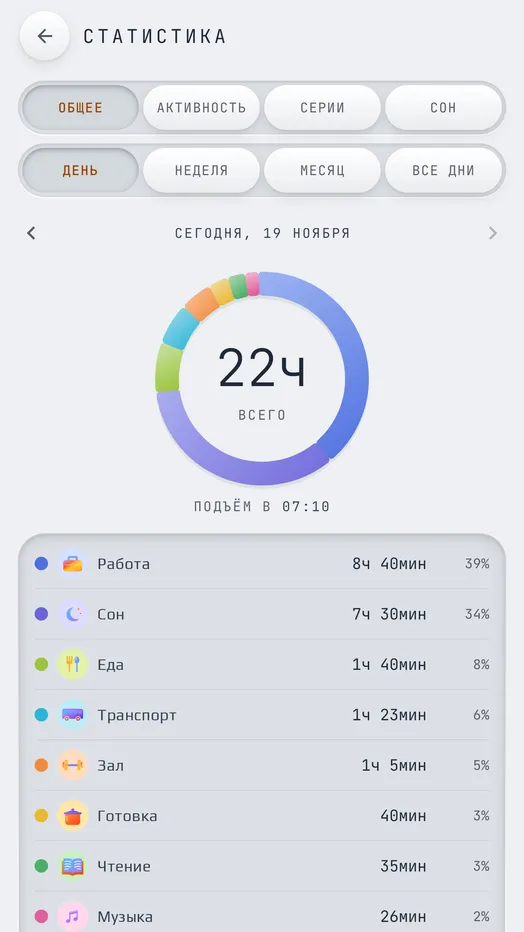 СТАТИСТИКА
ОБЩЕЕ АКТИВНОСТЬ СЕРИИ СОН
ДЕНЬ НЕДЕЛЯ МЕСЯЦ ВСЕ ДНИ
СЕГОДНЯ, 19 НОЯБРЯ
22ч
ВСЕГО
ПОДЪЁМ В 07:10
Работа 8ч 40мин 39%
Сон 7ч 30мин 34%
Еда 1ч 40мин 8%
Транспорт 1ч 23мин 6%
Зал 1ч 5мин 5%
Готовка 40мин 3%
Чтение 35мин 3%
Музыка 26мин 2%